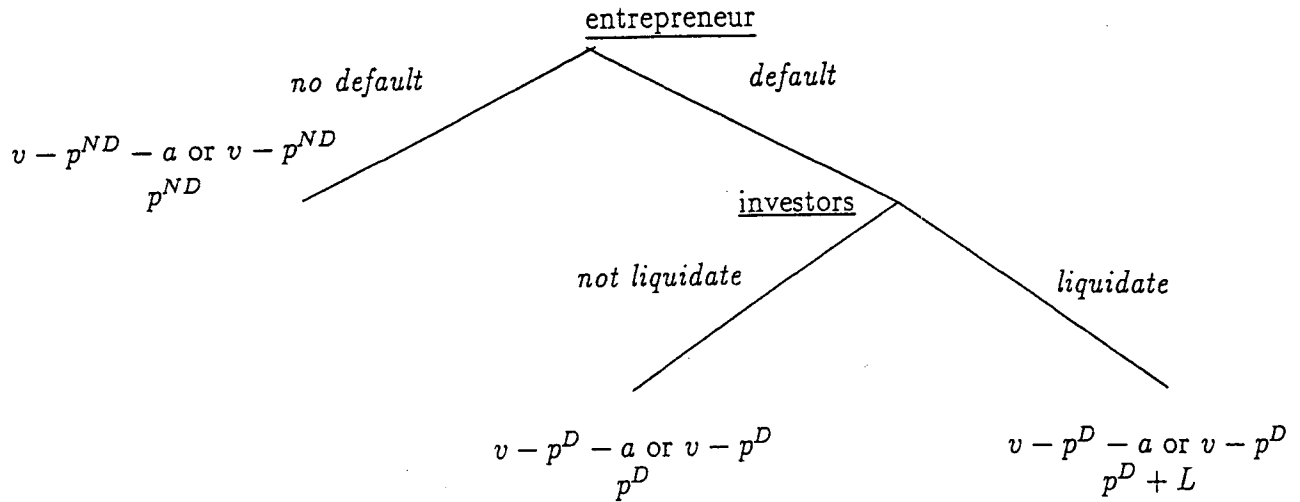 entrepreneur
no default
default
v − p^{ND} − a or v − p^{ND}
p^{ND}
investors
not liquidate
liquidate
v − p^D − a or v − p^D
p^D
v − p^D − a or v − p^D
p^D + L